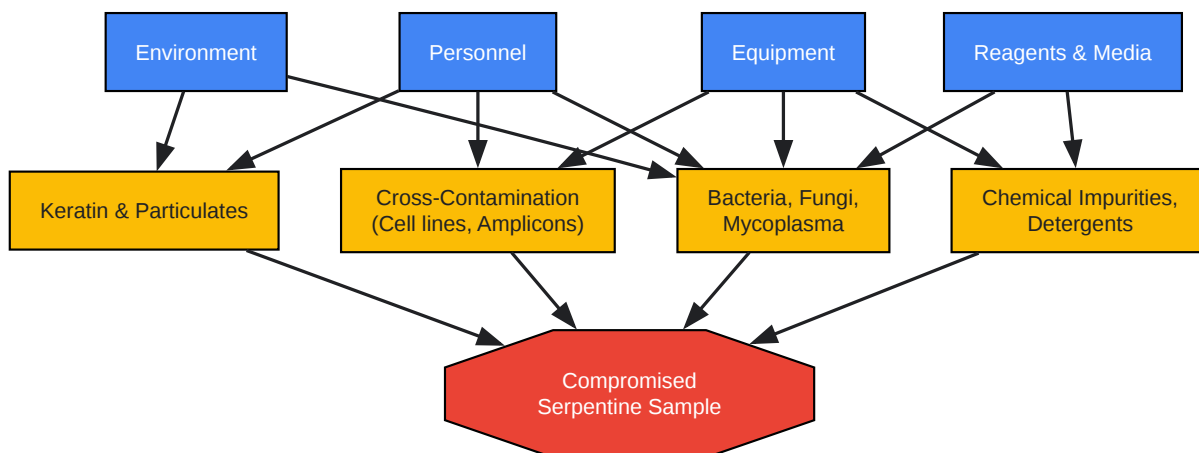 Environment
Personnel
Equipment
Reagents & Media
Keratin & Particulates
Cross-Contamination
(Cell lines, Amplicons)
Bacteria, Fungi,
Mycoplasma
Chemical Impurities,
Detergents
Compromised
Serpentine Sample